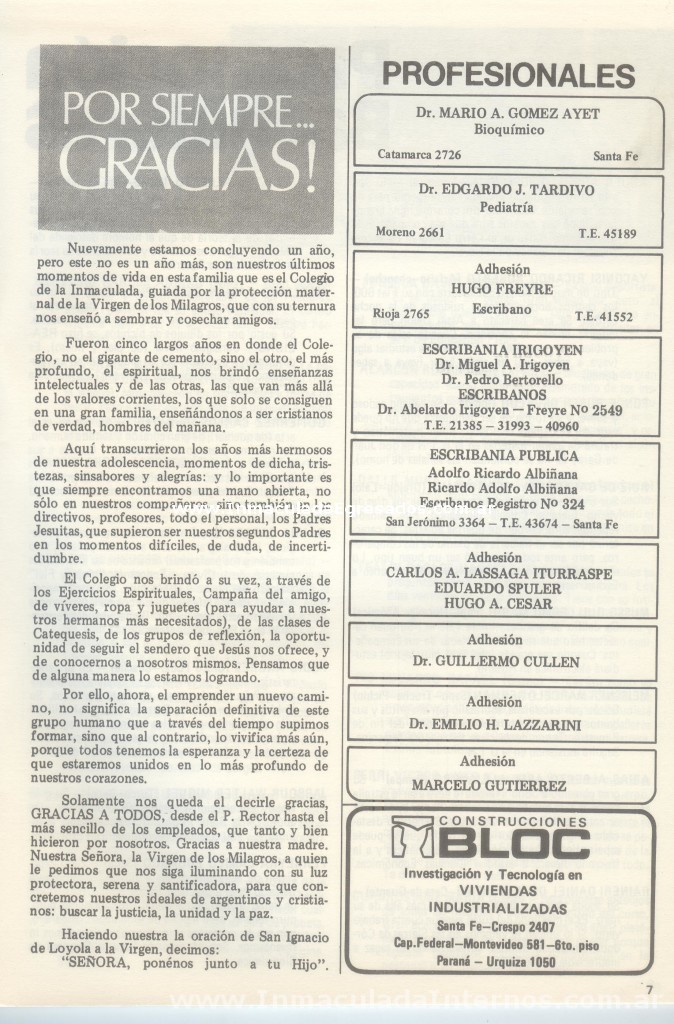 POR SIEMPRE...
GRACIAS!
Nuevamente estamos concluyendo un año,
pero este no es un año más, son nuestros últimos
momentos de vida en esta familia que es el Colegio
de la Inmaculada, guiada por la protección mater-
nal de la Virgen de los Milagros, que con su ternura
nos enseñó a sembrar y cosechar amigos.
Fueron cinco largos años en donde el Cole-
gio, no el gigante de cemento, sino el otro, el más
profundo, el espiritual, nos brindó enseñanzas
intelectuales y de las otras, las que van más allá
de los valores corrientes, los que solo se consiguen
en una gran familia, enseñándonos a ser cristianos
de verdad, hombres del mañana.
Aquí transcurrieron los años más hermosos
de nuestra adolescencia, momentos de dicha, tris-
tezas, sinsabores y alegrías: y lo importante es
que siempre encontramos una mano abierta, no
sólo en nuestros compañeros, sino también en los
directivos, profesores, todo el personal, los Padres
Jesuitas, que supieron ser nuestros segundos Padres
en los momentos difíciles, de duda, de incerti-
dumbre.
El Colegio nos brindó a su vez, a través de
los Ejercicios Espirituales, Campaña del amigo,
de víveres, ropa y juguetes (para ayudar a nues-
tros hermanos más necesitados), de las clases de
Catequesis, de los grupos de reflexión, la oportu-
nidad de seguir el sendero que Jesús nos ofrece, y
de conocernos a nosotros mismos. Pensamos que
de alguna manera lo estamos logrando.
Por ello, ahora, el emprender un nuevo cami-
no, no significa la separación definitiva de este
grupo humano que a través del tiempo supimos
formar, sino que al contrario, lo vivifica más aún,
porque todos tenemos la esperanza y la certeza de
que estaremos unidos en lo más profundo de
nuestros corazones.
Solamente nos queda el decirle gracias,
GRACIAS A TODOS, desde el P. Rector hasta el
más sencillo de los empleados, que tanto y bien
hicieron por nosotros. Gracias a nuestra madre.
Nuestra Señora, la Virgen de los Milagros, a quien
le pedimos que nos siga iluminando con su luz
protectora, serena y santificadora, para que con-
cretemos nuestros ideales de argentinos y cristia-
nos: buscar la justicia, la unidad y la paz.
Haciendo nuestra la oración de San Ignacio
de Loyola a la Virgen, decimos:
"SEÑORA, ponénos junto a tu Hijo".
PROFESIONALES
Dr. MARIO A. GOMEZ AYET
Bioquímico
Catamarca 2726 Santa Fe
Dr. EDGARDO J. TARDIVO
Pediatría
Moreno 2661 T.E. 45189
Adhesión
HUGO FREYRE
Escribano
Rioja 2765 T.E. 41552
ESCRIBANIA IRIGOYEN
Dr. Miguel A. Irigoyen
Dr. Pedro Bertorello
ESCRIBANOS
Dr. Abelardo Irigoyen — Freyre Nº 2549
T.E. 21385 — 31993 — 40960
ESCRIBANIA PUBLICA
Adolfo Ricardo Albiñana
Ricardo Adolfo Albiñana
Escribanos Registro Nº 324
San Jerónimo 3364 — T.E. 43674 — Santa Fe
Adhesión
CARLOS A. LASSAGA ITURRASPE
EDUARDO SPULER
HUGO A. CESAR
Adhesión
Dr. GUILLERMO CULLEN
Adhesión
Dr. EMILIO H. LAZZARINI
Adhesión
MARCELO GUTIERREZ
CONSTRUCCIONES
BLOC
Investigación y Tecnología en
VIVIENDAS
INDUSTRIALIZADAS
Santa Fe—Crespo 2407
Cap.Federal—Montevideo 581—6to. piso
Paraná — Urquiza 1050
7
www.InmaculadaInternos.com.ar